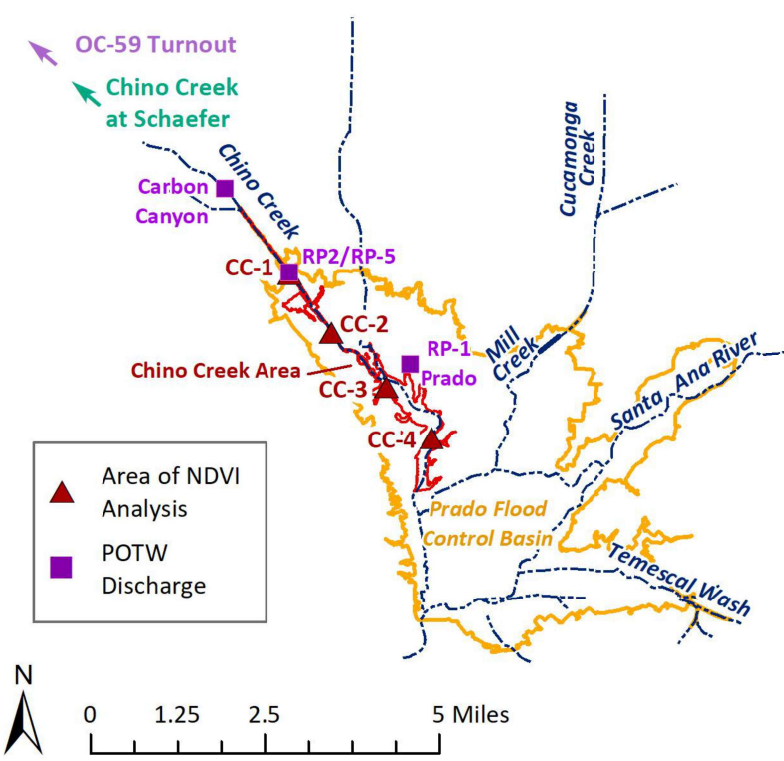 OC-59 Turnout
Chino Creek
at Schaefer
Chino Creek
Cucamonga
Creek
Carbon
Canyon
RP2/RP-5
CC-1
CC-2
Mill
Creek
RP-1
Prado
Chino Creek Area
CC-3
Santa Ana River
CC-4
Area of NDVI
Analysis
POTW
Discharge
Prado Flood
Control Basin
Temescal Wash
N
0 1.25 2.5 5 Miles